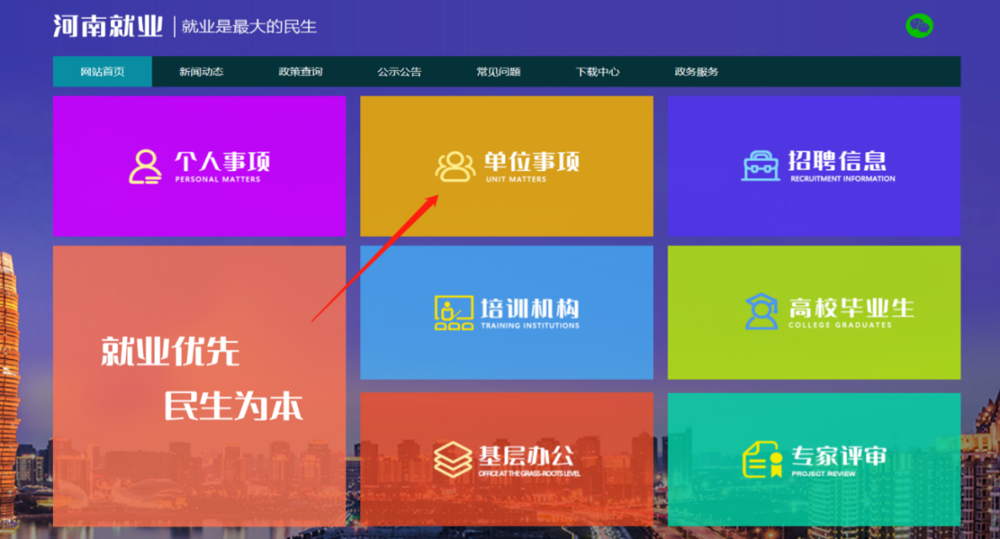 河南就业 就业是最大的民生
网站首页 新闻动态 政策查询 公示公告 常见问题 下载中心 政务服务
个人事项
PERSONAL MATTERS
单位事项
UNIT MATTERS
招聘信息
RECRUITMENT INFORMATION
就业优先
民生为本
培训机构
TRAINING INSTITUTIONS
高校毕业生
COLLEGE GRADUATES
基层办公
OFFICE AT THE GRASS-ROOTS LEVEL
专家评审
PROJECT REVIEW